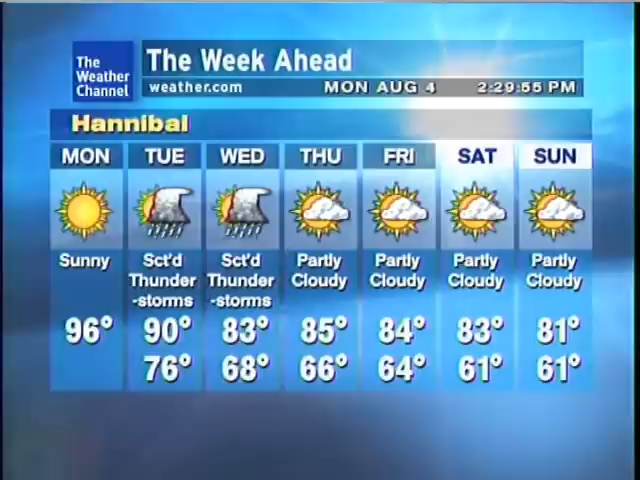 The Weather Channel
The Week Ahead
weather.com MON AUG 4 2:29:55 PM
Hannibal
MON TUE WED THU FRI SAT SUN
Sunny Sct'd Thunder-storms Sct'd Thunder-storms Partly Cloudy Partly Cloudy Partly Cloudy Partly Cloudy
96° 90° 83° 85° 84° 83° 81°
76° 68° 66° 64° 61° 61°